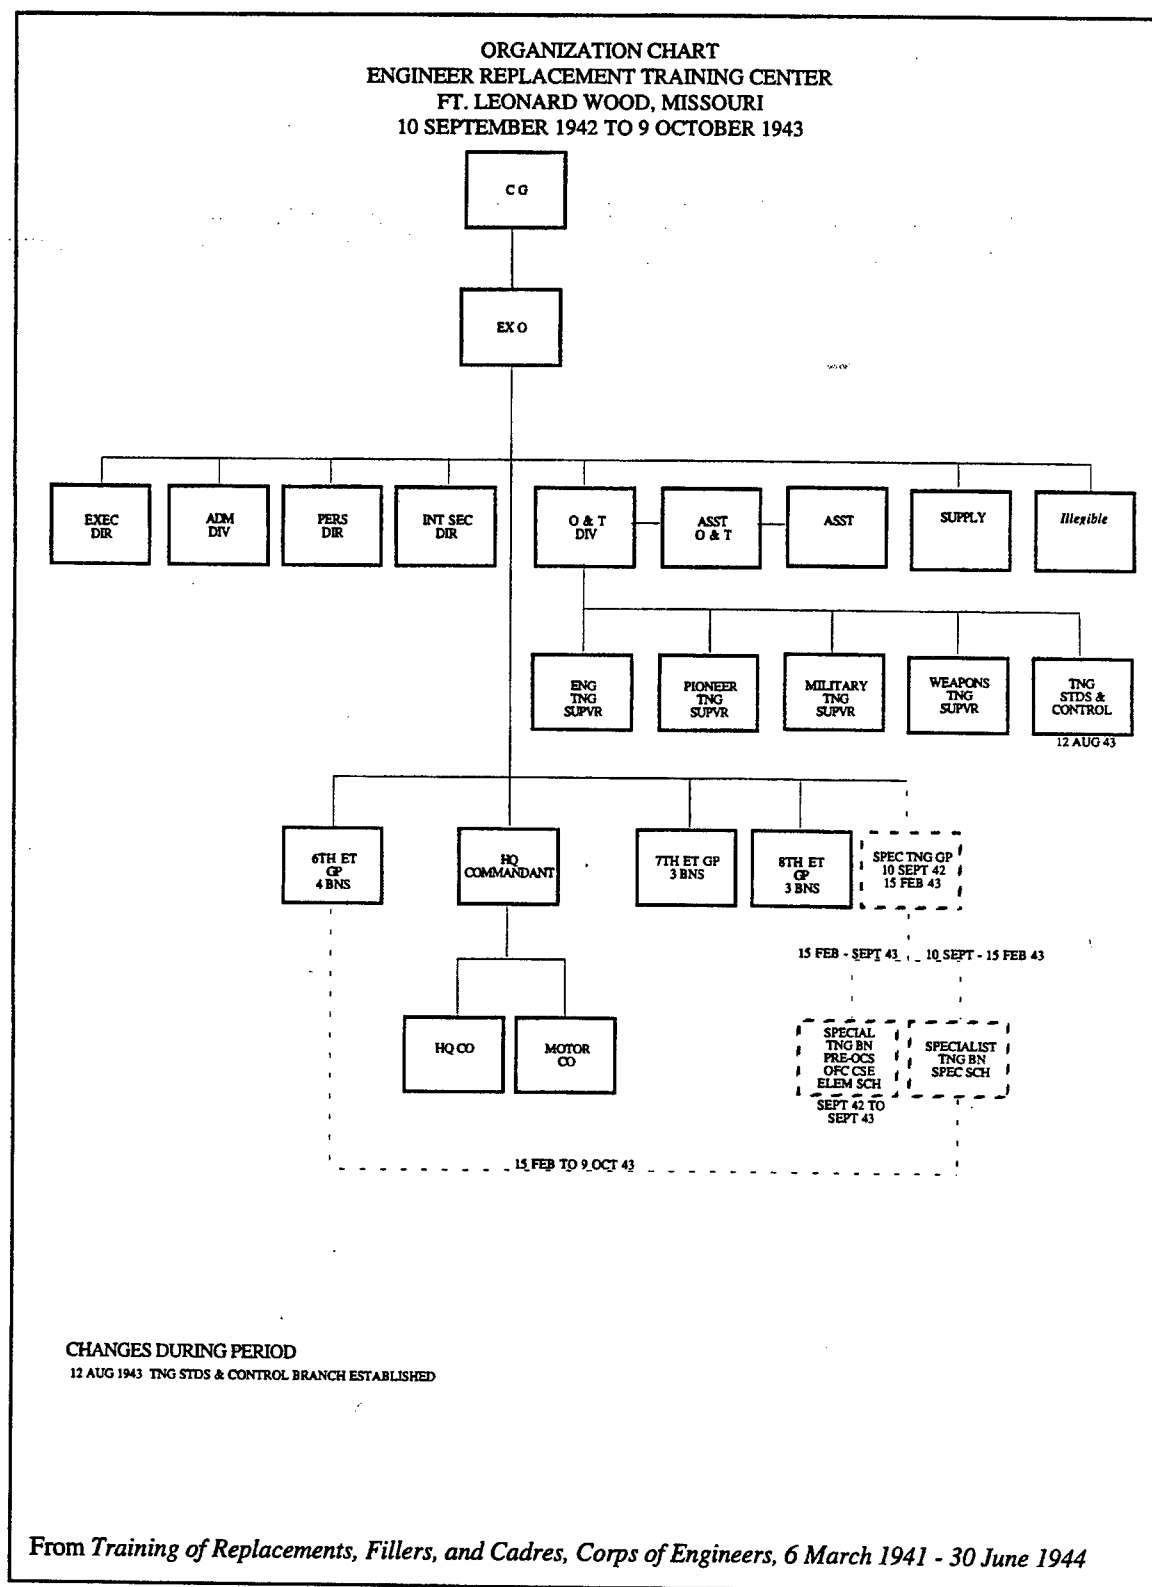 ORGANIZATION CHART
ENGINEER REPLACEMENT TRAINING CENTER
FT. LEONARD WOOD, MISSOURI
10 SEPTEMBER 1942 TO 9 OCTOBER 1943
C G
EX O
EXEC
DIR
ADM
DIV
PERS
DIR
INT SEC
DIR
O & T
DIV
ASST
O & T
ASST
SUPPLY
Illegible
ENG
TNG
SUPVR
PIONEER
TNG
SUPVR
MILITARY
TNG
SUPVR
WEAPONS
TNG
SUPVR
TNG
STDS &
CONTROL
12 AUG 43
6TH ET
GP
4 BNS
HQ
COMMANDANT
7TH ET GP
3 BNS
8TH ET
GP
3 BNS
SPEC TNG GP
10 SEPT 42
15 FEB 43
15 FEB - SEPT 43
10 SEPT - 15 FEB 43
HQ CO
MOTOR
CO
SPECIAL
TNG BN
PRE-OCS
OFC CSE
ELEM SCH
SEPT 42 TO
SEPT 43
SPECIALIST
TNG BN
SPEC SCH
15 FEB TO 9 OCT 43
CHANGES DURING PERIOD
12 AUG 1943 TNG STDS & CONTROL BRANCH ESTABLISHED
From Training of Replacements, Fillers, and Cadres, Corps of Engineers, 6 March 1941 - 30 June 1944